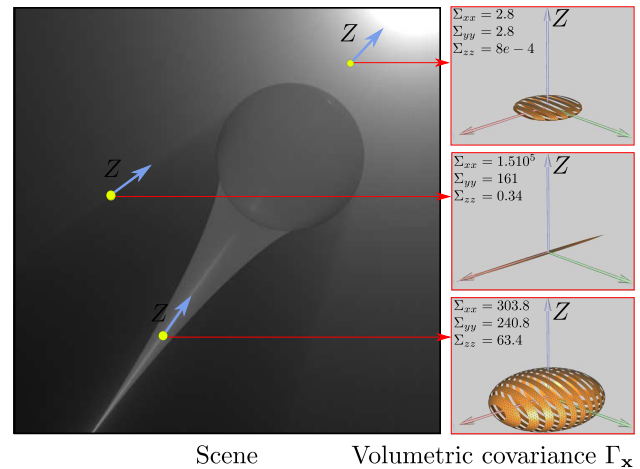 Z
Z
Z
Σxx = 2.8
Σyy = 2.8
Σzz = 8e − 4
Z
Σxx = 1.510^5
Σyy = 161
Σzz = 0.34
Z
Σxx = 303.8
Σyy = 240.8
Σzz = 63.4
Z
Scene
Volumetric covariance Γx